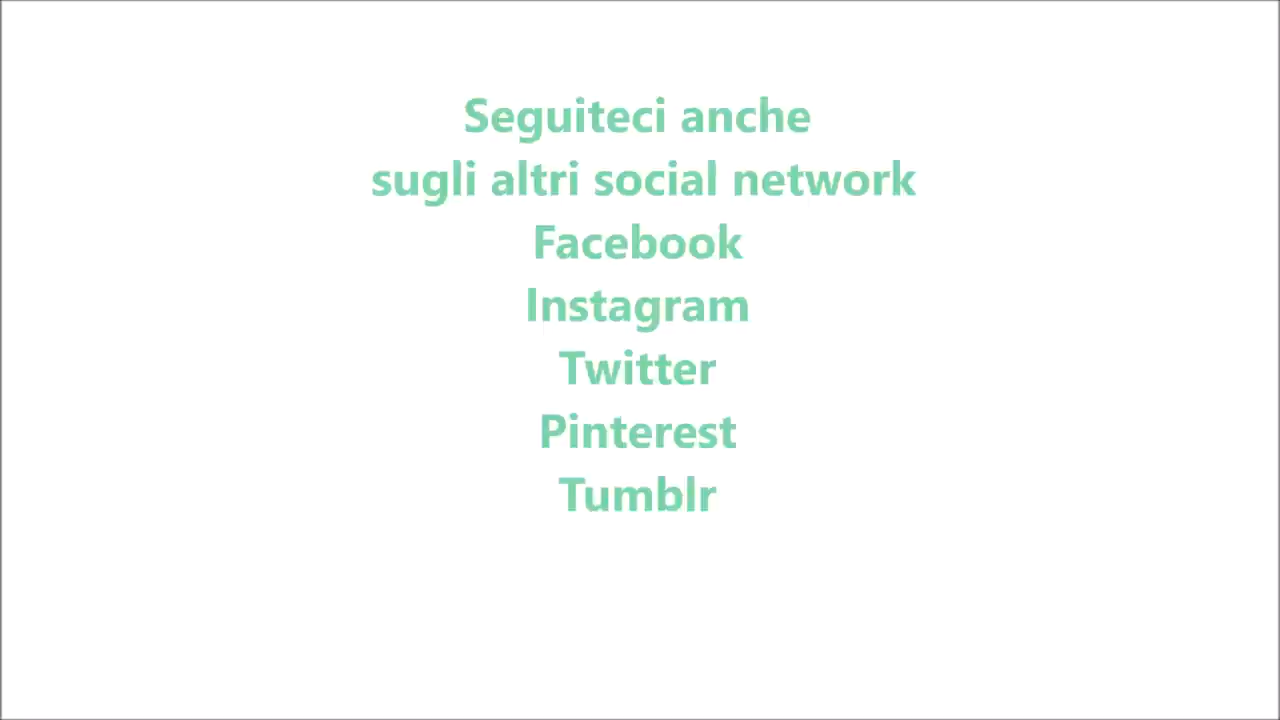 Seguiteci anche
sugli altri social network
Facebook
Instagram
Twitter
Pinterest
Tumblr